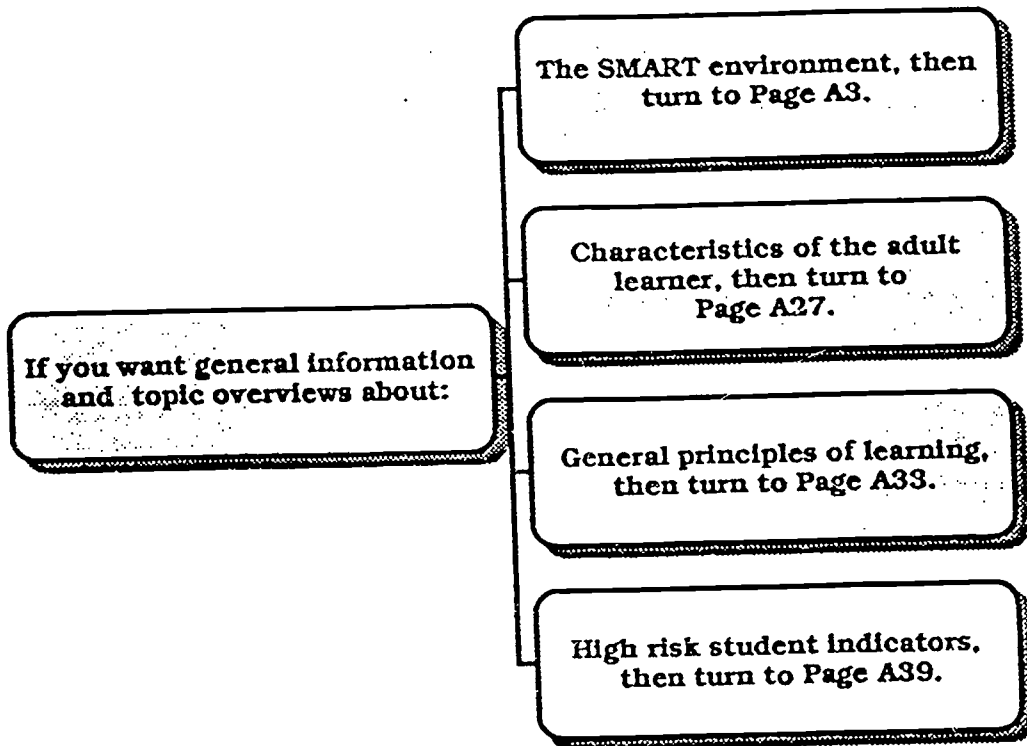 If you want general information
and topic overviews about:
The SMART environment, then
turn to Page A3.
Characteristics of the adult
learner, then turn to
Page A27.
General principles of learning,
then turn to Page A33.
High risk student indicators,
then turn to Page A39.